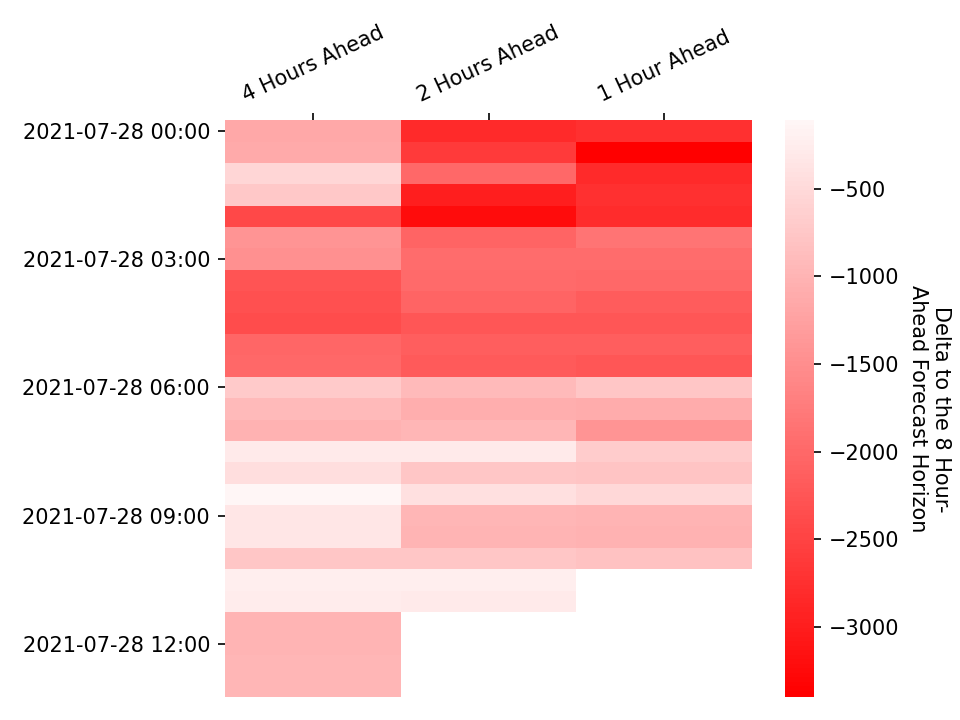 4 Hours Ahead
2 Hours Ahead
1 Hour Ahead
2021-07-28 00:00
2021-07-28 03:00
2021-07-28 06:00
2021-07-28 09:00
2021-07-28 12:00
−500
−1000
−1500
−2000
−2500
−3000
Delta to the 8 Hour-
Ahead Forecast Horizon